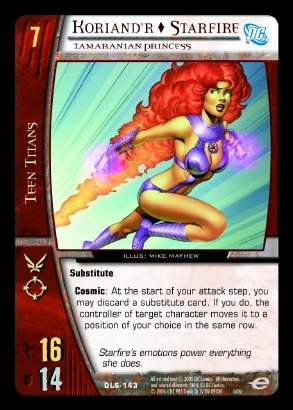 7
Koriand'r ♦ Starfire
Tamaranian Princess
DC
Teen Titans
Illus: Mike Mayhew
Substitute
Cosmic: At the start of your attack step, you
may discard a substitute card. If you do, the
controller of target character moves it to a
position of your choice in the same row.
Starfire's emotions power everything
she does.
16
14
DLS-143